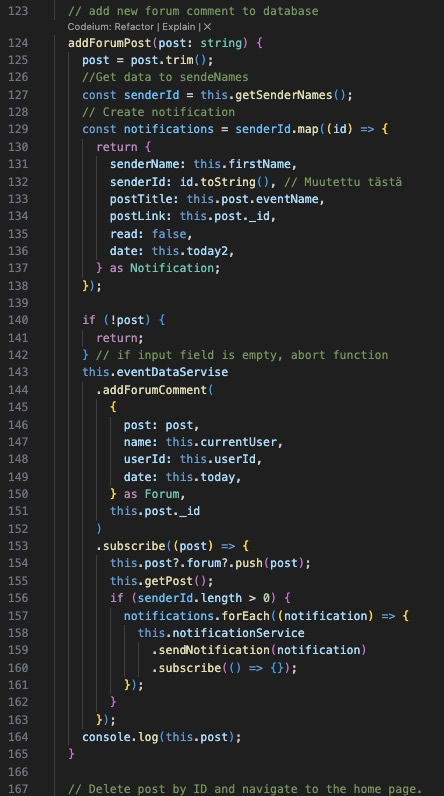 123 // add new forum comment to database
Codeium: Refactor | Explain | ×
124 addForumPost(post: string) {
125 post = post.trim();
126 //Get data to sendeNames
127 const senderId = this.getSenderNames();
128 // Create notification
129 const notifications = senderId.map((id) => {
130 return {
131 senderName: this.firstName,
132 senderId: id.toString(), // Muutettu tästä
133 postTitle: this.post.eventName,
134 postLink: this.post._id,
135 read: false,
136 date: this.today2,
137 } as Notification;
138 });
139
140 if (!post) {
141 return;
142 } // if input field is empty, abort function
143 this.eventDataServise
144 .addForumComment(
145 {
146 post: post,
147 name: this.currentUser,
148 userId: this.userId,
149 date: this.today,
150 } as Forum,
151 this.post._id
152 )
153 .subscribe((post) => {
154 this.post?.forum?.push(post);
155 this.getPost();
156 if (senderId.length > 0) {
157 notifications.forEach((notification) => {
158 this.notificationService
159 .sendNotification(notification)
160 .subscribe(() => {});
161 });
162 }
163 });
164 console.log(this.post);
165 }
166
167 // Delete post by ID and navigate to the home page.